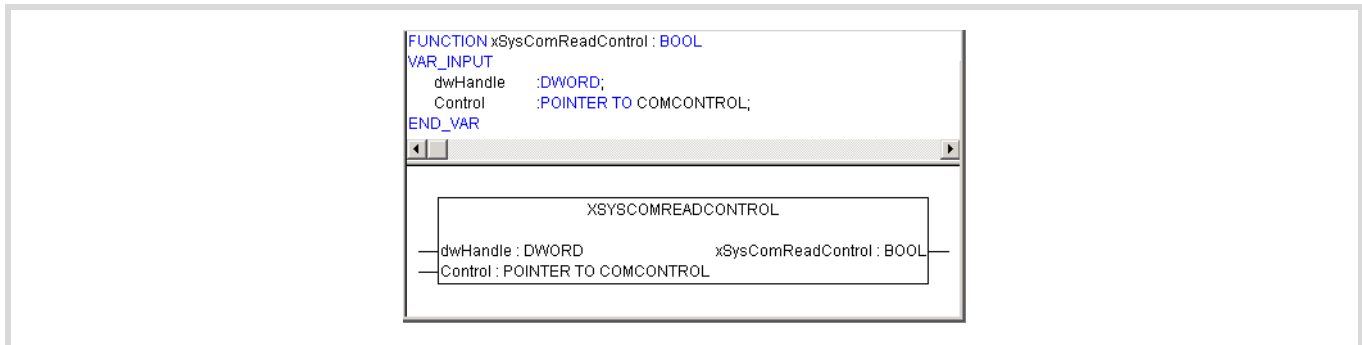 FUNCTION xSysComReadControl : BOOL
VAR_INPUT
dwHandle :DWORD;
Control :POINTER TO COMCONTROL;
END_VAR
XSYSCOMREADCONTROL
dwHandle : DWORD xSysComReadControl : BOOL
Control : POINTER TO COMCONTROL